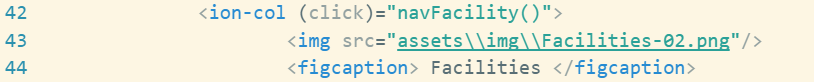 42 <ion-col (click)="navFacility()">
43 <img src="assets\\img\\Facilities-02.png"/>
44 <figcaption> Facilities </figcaption>